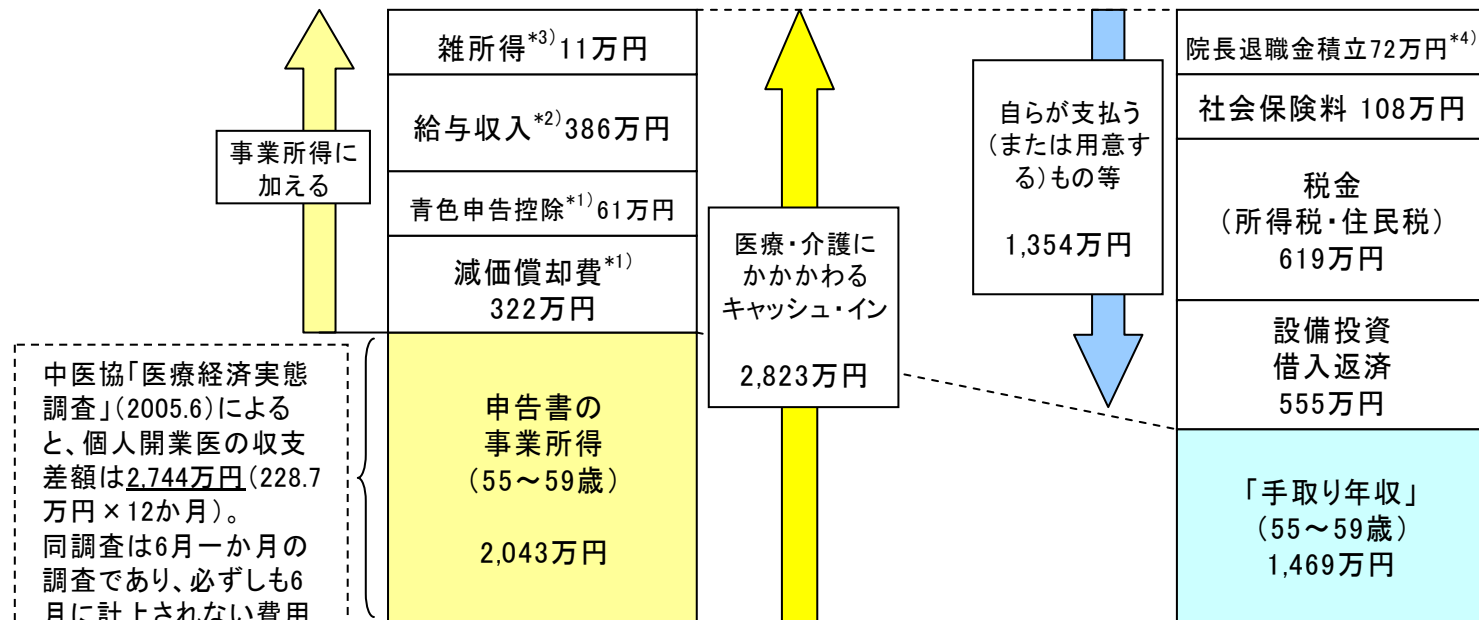 雑所得*3)11万円
給与収入*2)386万円
青色申告控除*1)61万円
減価償却費*1)
322万円
事業所得に
加える
申告書の
事業所得
(55～59歳)
2,043万円
中医協「医療経済実態
調査」(2005.6)による
と、個人開業医の収支
差額は2,744万円(228.7
万円×12か月)。
同調査は6月一か月の
調査であり、必ずしも6
月に計上されない費用
医療・介護に
かかかわる
キャッシュ・イン
2,823万円
自らが支払う
(または用意す
る)もの等
1,354万円
院長退職金積立72万円*4)
社会保険料 108万円
税金
(所得税・住民税)
619万円
設備投資
借入返済
555万円
「手取り年収」
(55～59歳)
1,469万円